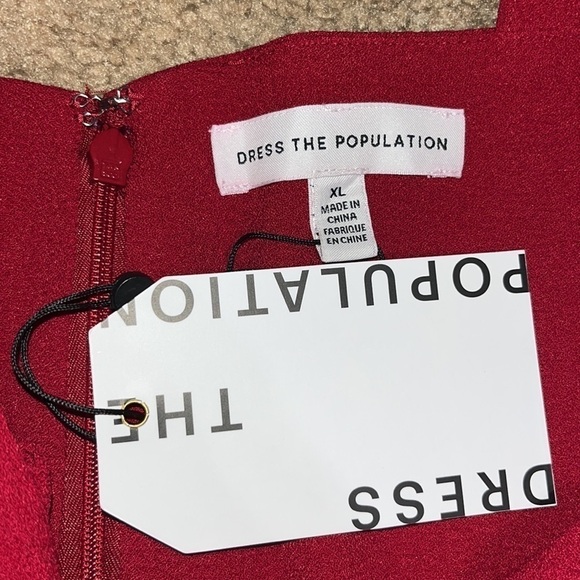 DRESS THE POPULATION
XL
MADE IN
CHINA
FABRIQUE
EN CHINE
DRESS
THE
POPULATION